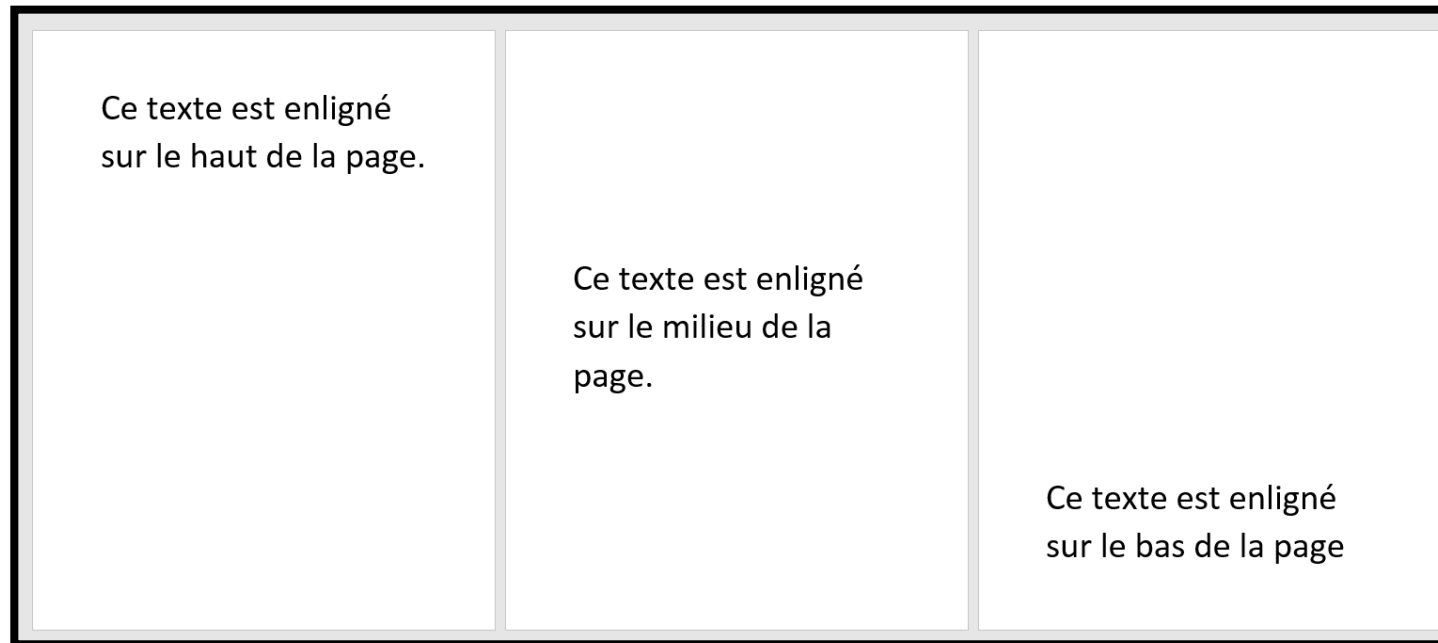 Ce texte est enligné
sur le haut de la page.
Ce texte est enligné
sur le milieu de la
page.
Ce texte est enligné
sur le bas de la page